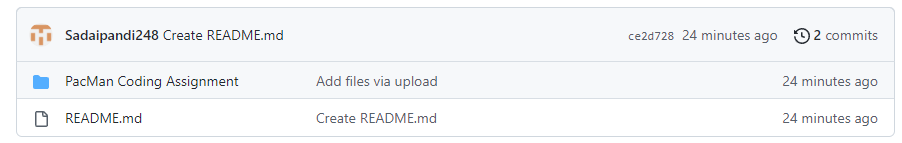 Sadaipandi248 Create README.md ce2d728 24 minutes ago 2 commits
PacMan Coding Assignment Add files via upload 24 minutes ago
README.md Create README.md 24 minutes ago